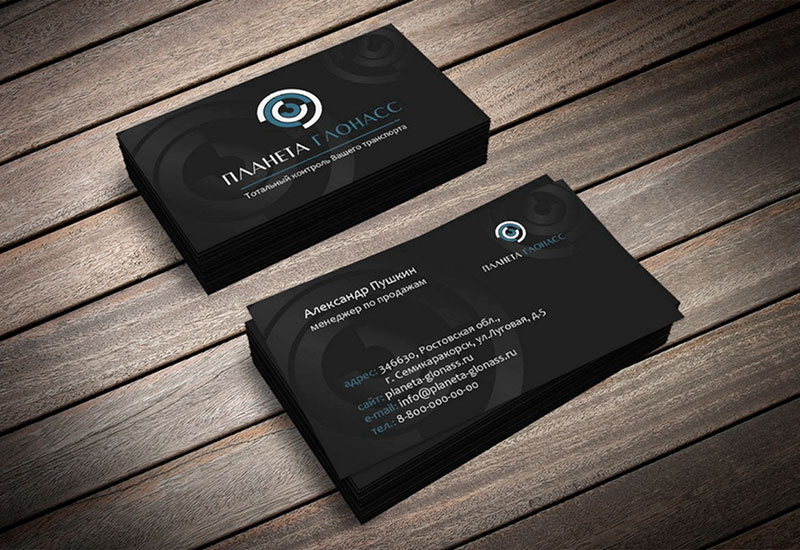 ПЛАНЕТА ГЛОНАСС
Тотальный контроль Вашего транспорта
ПЛАНЕТА ГЛОНАСС
Александр Пушкин
менеджер по продажам
адрес: 346630, Ростовская обл.,
г. Семикаракорск, ул.Луговая, д.5
сайт: planeta-glonass.ru
e-mail: info@planeta-glonass.ru
тел.: 8-800-000-00-00